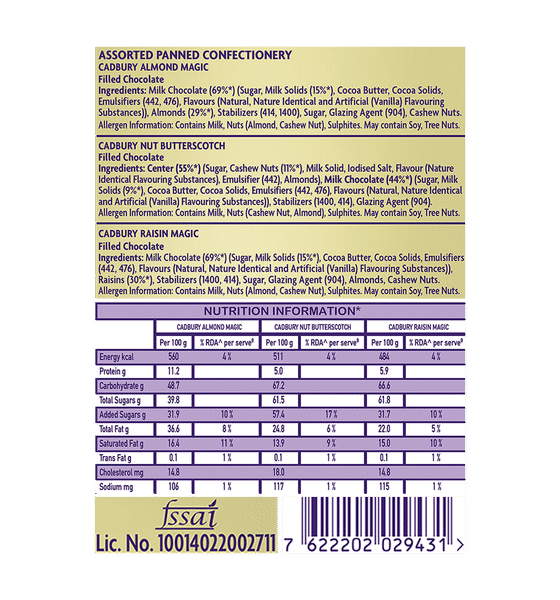 ASSORTED PANNED CONFECTIONERY
CADBURY ALMOND MAGIC
Filled Chocolate
Ingredients: Milk Chocolate (69%*) (Sugar, Milk Solids (15%*), Cocoa Butter, Cocoa Solids,
Emulsifiers (442, 476), Flavours (Natural, Nature Identical and Artificial (Vanilla) Flavouring
Substances)), Almonds (29%*), Stabilizers (414, 1400), Sugar, Glazing Agent (904), Cashew Nuts.
Allergen Information: Contains Milk, Nuts (Almond, Cashew Nut), Sulphites. May contain Soy, Tree Nuts.
CADBURY NUT BUTTERSCOTCH
Filled Chocolate
Ingredients: Center (55%*) (Sugar, Cashew Nuts (11%*), Milk Solid, Iodised Salt, Flavour (Nature
Identical Flavouring Substances), Emulsifier (442), Almonds), Milk Chocolate (44%*) (Sugar, Milk
Solids (9%*), Cocoa Butter, Cocoa Solids, Emulsifiers (442, 476), Flavours (Natural, Nature Identical
and Artificial (Vanilla) Flavouring Substances)), Stabilizers (1400, 414), Glazing Agent (904).
Allergen Information: Contains Milk, Nuts (Cashew Nut, Almond), Sulphites. May contain Soy, Tree Nuts.
CADBURY RAISIN MAGIC
Filled Chocolate
Ingredients: Milk Chocolate (69%*) (Sugar, Milk Solids (15%*), Cocoa Butter, Cocoa Solids, Emulsifiers
(442, 476), Flavours (Natural, Nature Identical and Artificial (Vanilla) Flavouring Substances)),
Raisins (30%*), Stabilizers (1400, 414), Sugar, Glazing Agent (904), Almonds, Cashew Nuts.
Allergen Information: Contains Milk, Nuts (Almond, Cashew Nut), Sulphites. May contain Soy, Tree Nuts.
NUTRITION INFORMATION*
CADBURY ALMOND MAGIC CADBURY NUT BUTTERSCOTCH CADBURY RAISIN MAGIC
Per 100 g % RDA^ per serve# Per 100 g % RDA^ per serve# Per 100 g % RDA^ per serve#
Energy kcal 560 4% 511 4% 484 4%
Protein g 11.2 5.0 5.9
Carbohydrate g 48.7 67.2 66.6
Total Sugars g 39.8 61.5 61.8
Added Sugars g 31.9 10% 57.4 17% 31.7 10%
Total Fat g 36.6 8% 24.8 6% 22.0 5%
Saturated Fat g 16.4 11% 13.9 9% 15.0 10%
Trans Fat g 0.1 1% 0.1 1% 0.1 1%
Cholesterol mg 14.8 18.0 14.8
Sodium mg 106 1% 117 1% 115 1%
fssai
Lic. No. 10014022002711
7 622202 029431 >